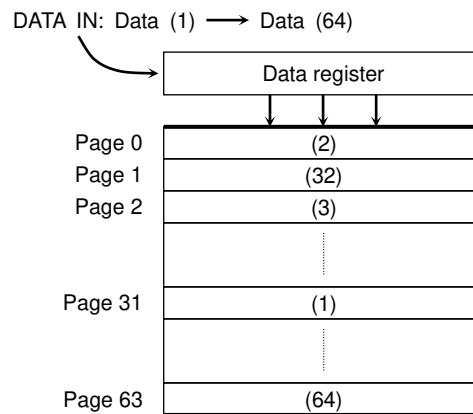 DATA IN: Data (1) ⟶ Data (64)
Data register
Page 0 (2)
Page 1 (32)
Page 2 (3)
Page 31 (1)
Page 63 (64)